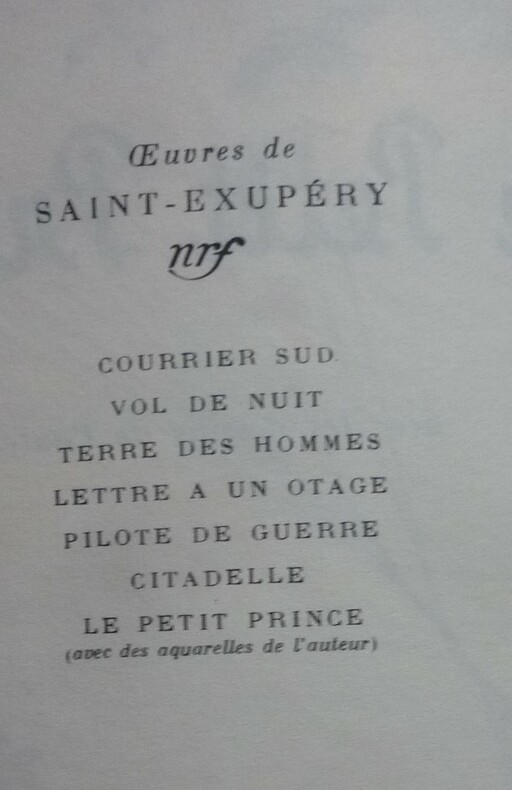 Œuvres de
SAINT-EXUPÉRY
nrf
COURRIER SUD
VOL DE NUIT
TERRE DES HOMMES
LETTRE A UN OTAGE
PILOTE DE GUERRE
CITADELLE
LE PETIT PRINCE
(avec des aquarelles de l'auteur)